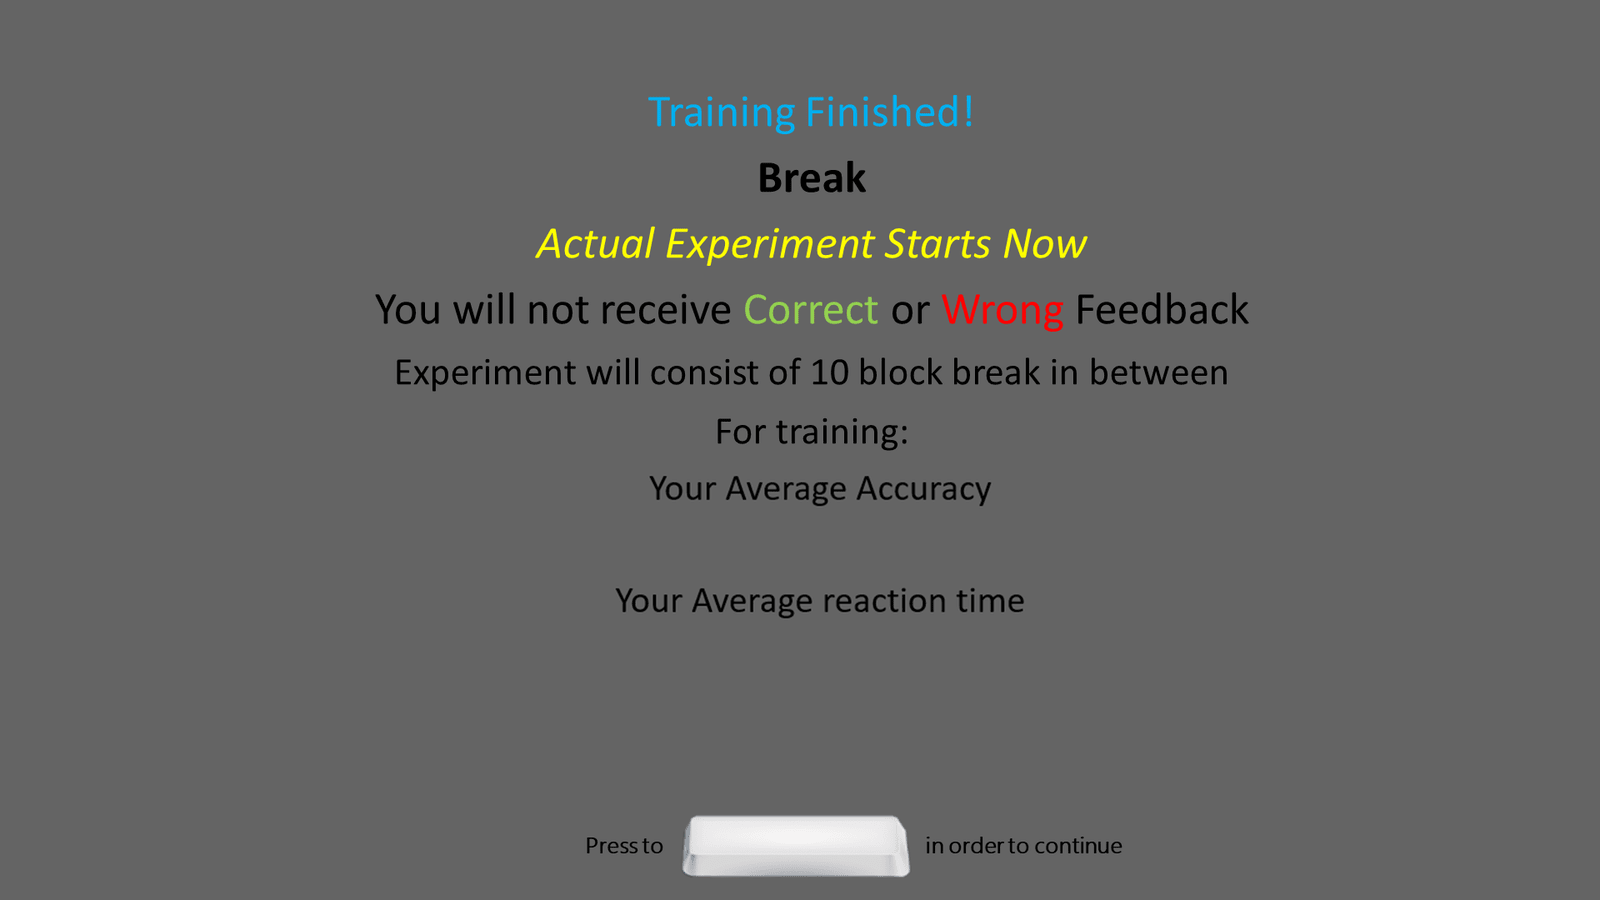 Training Finished!
Break
Actual Experiment Starts Now
You will not receive Correct or Wrong Feedback
Experiment will consist of 10 block break in between
For training:
Your Average Accuracy
Your Average reaction time
Press to in order to continue